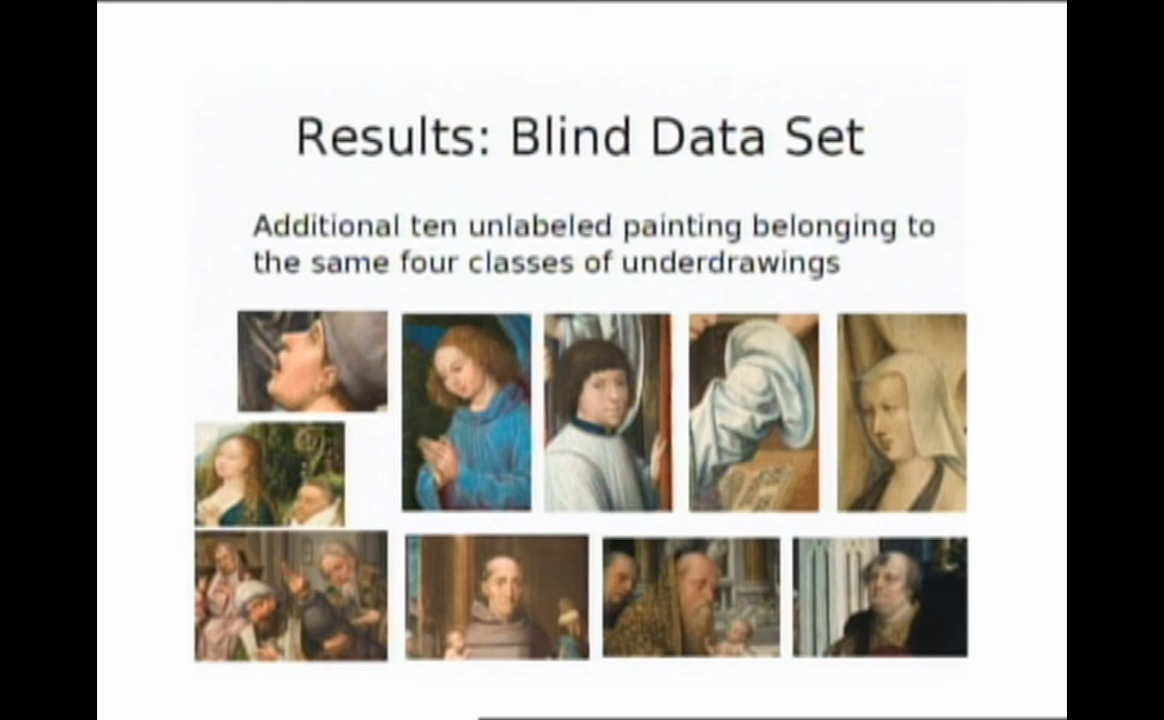 Results: Blind Data Set
Additional ten unlabeled painting belonging to
the same four classes of underdrawings